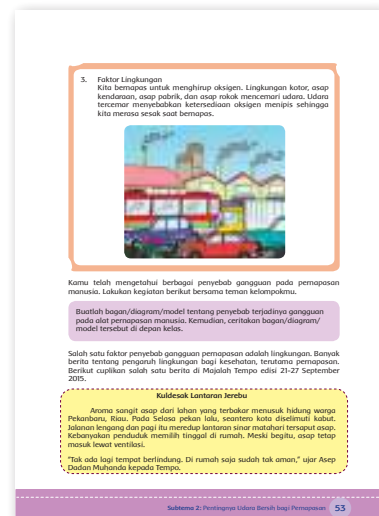 3. Faktor Lingkungan
Kita bernapas untuk menghirup oksigen. Lingkungan kotor, asap
kendaraan, asap pabrik, dan asap rokok mencemari udara. Udara
tercemar menyebabkan ketersediaan oksigen menipis sehingga
kita merasa sesak saat bernapas.
Kamu telah mengetahui berbagai penyebab gangguan pada pernapasan
manusia. Lakukan kegiatan berikut bersama teman kelompokmu.
Buatlah bagan/diagram/model tentang penyebab terjadinya gangguan
pada alat pernapasan manusia. Kemudian, ceritakan bagan/diagram/
model tersebut di depan kelas.
Salah satu faktor penyebab gangguan pernapasan adalah lingkungan. Banyak
berita tentang pengaruh lingkungan bagi kesehatan, terutama pernapasan.
Berikut cuplikan salah satu berita di Majalah Tempo edisi 21-27 September
2015.
Kuldesak Lantaran Jerebu
Aroma sangit asap dari lahan yang terbakar menusuk hidung warga
Pekanbaru, Riau. Pada Selasa pekan lalu, seantero kota diselimuti kabut.
Jalanan lengang dan pagi itu meredup lantaran sinar matahari tersaput asap.
Kebanyakan penduduk memilih tinggal di rumah. Meski begitu, asap tetap
masuk lewat ventilasi.
"Tak ada lagi tempat berlindung. Di rumah saja sudah tak aman," ujar Asep
Dadan Muhanda kepada Tempo.
Subtema 2: Pentingnya Udara Bersih bagi Pernapasan 53